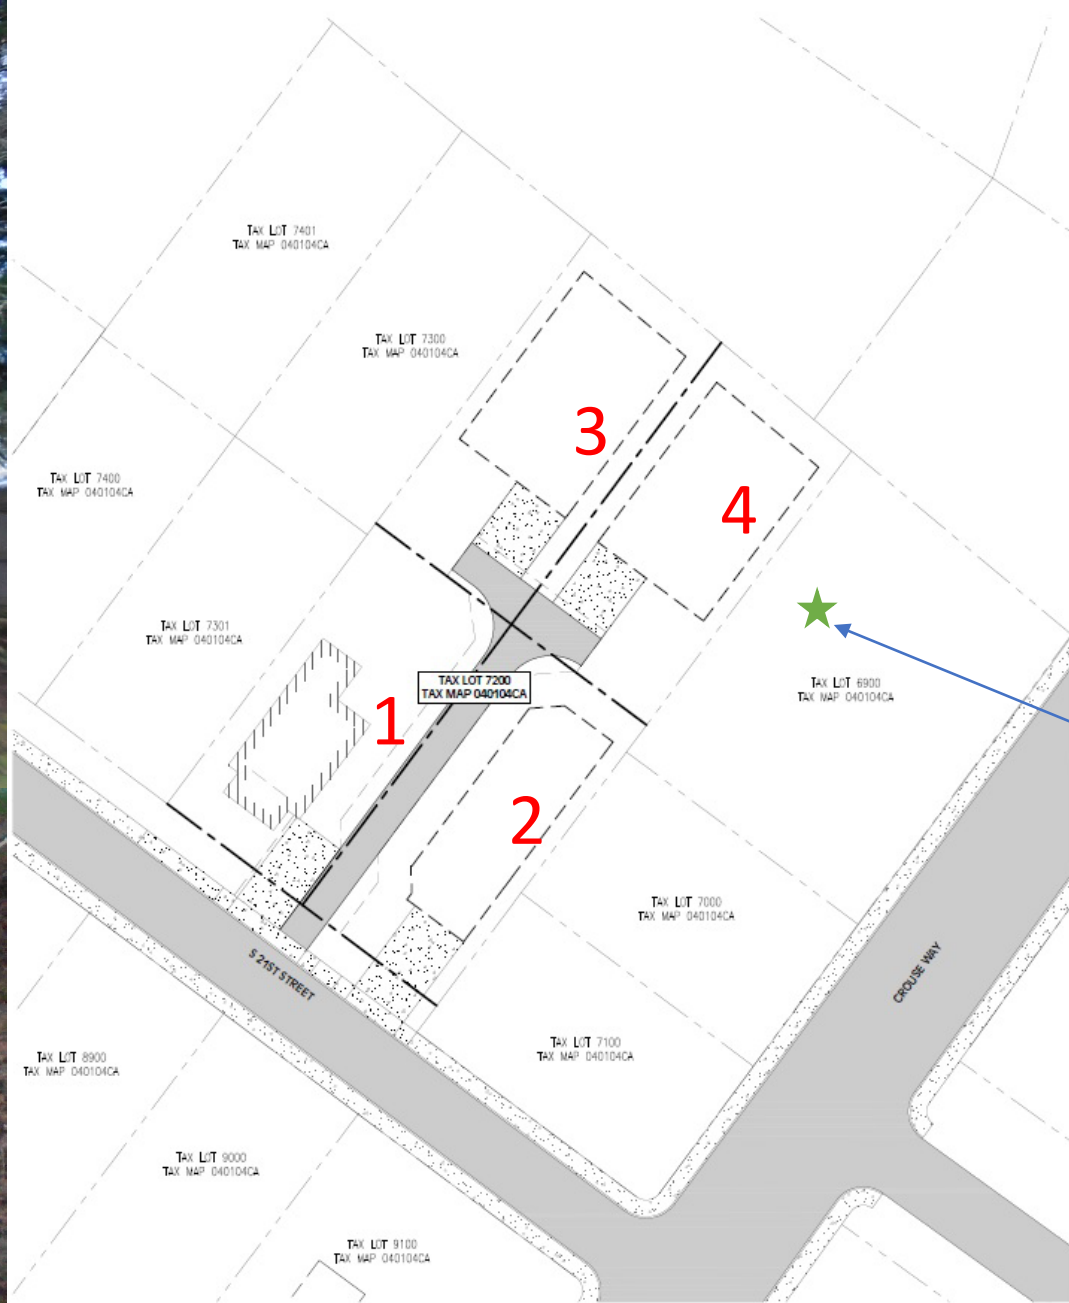 TAX LOT 7401
TAX MAP 040104CA
TAX LOT 7300
TAX MAP 040104CA
3
TAX LOT 7400
TAX MAP 040104CA
4
TAX LOT 7301
TAX MAP 040104CA
TAX LOT 7200
TAX MAP 040104CA
TAX LOT 6900
TAX MAP 040104CA
1
2
TAX LOT 7000
TAX MAP 040104CA
S 21ST STREET
CROUSE WAY
TAX LOT 7100
TAX MAP 040104CA
TAX LOT 8900
TAX MAP 040104CA
TAX LOT 9000
TAX MAP 040104CA
TAX LOT 9100
TAX MAP 040104CA